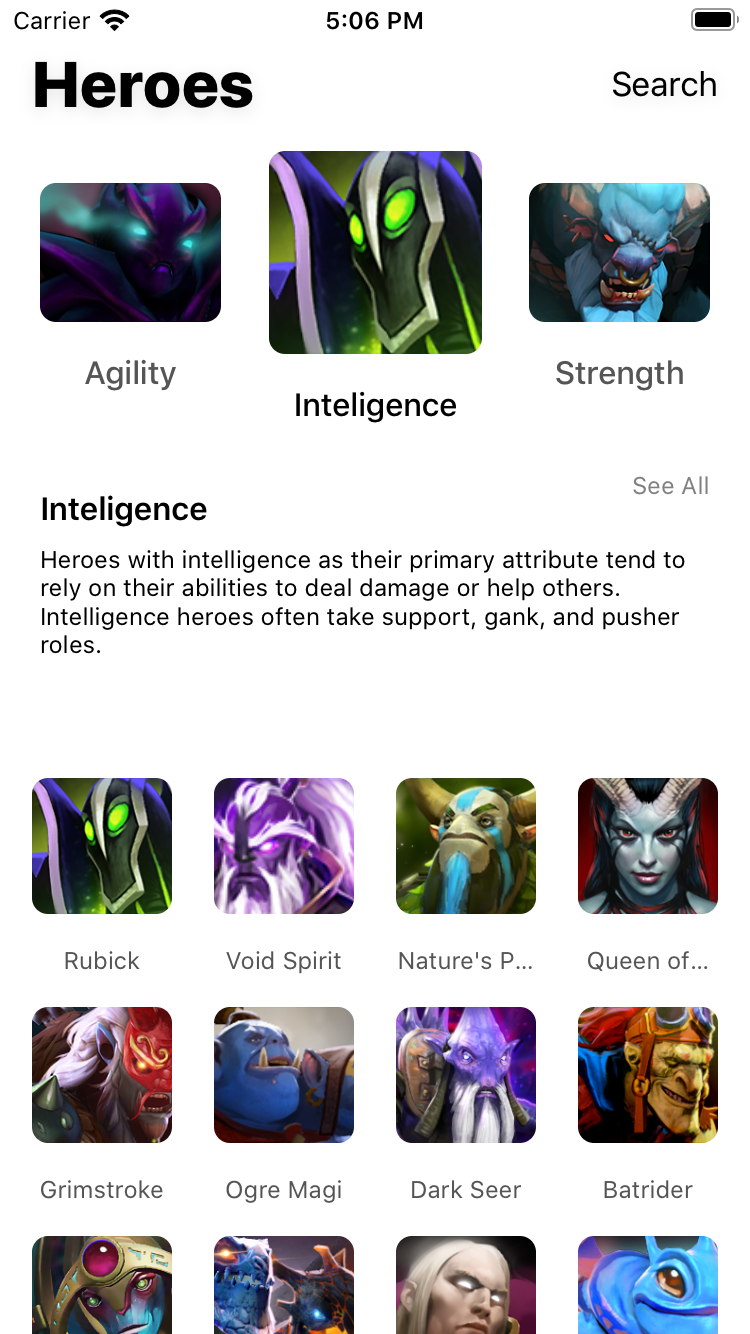 Carrier 5:06 PM
Heroes
Search
Agility
Inteligence
Strength
See All
Inteligence
Heroes with intelligence as their primary attribute tend to
rely on their abilities to deal damage or help others.
Intelligence heroes often take support, gank, and pusher
roles.
Rubick
Void Spirit
Nature's P...
Queen of...
Grimstroke
Ogre Magi
Dark Seer
Batrider